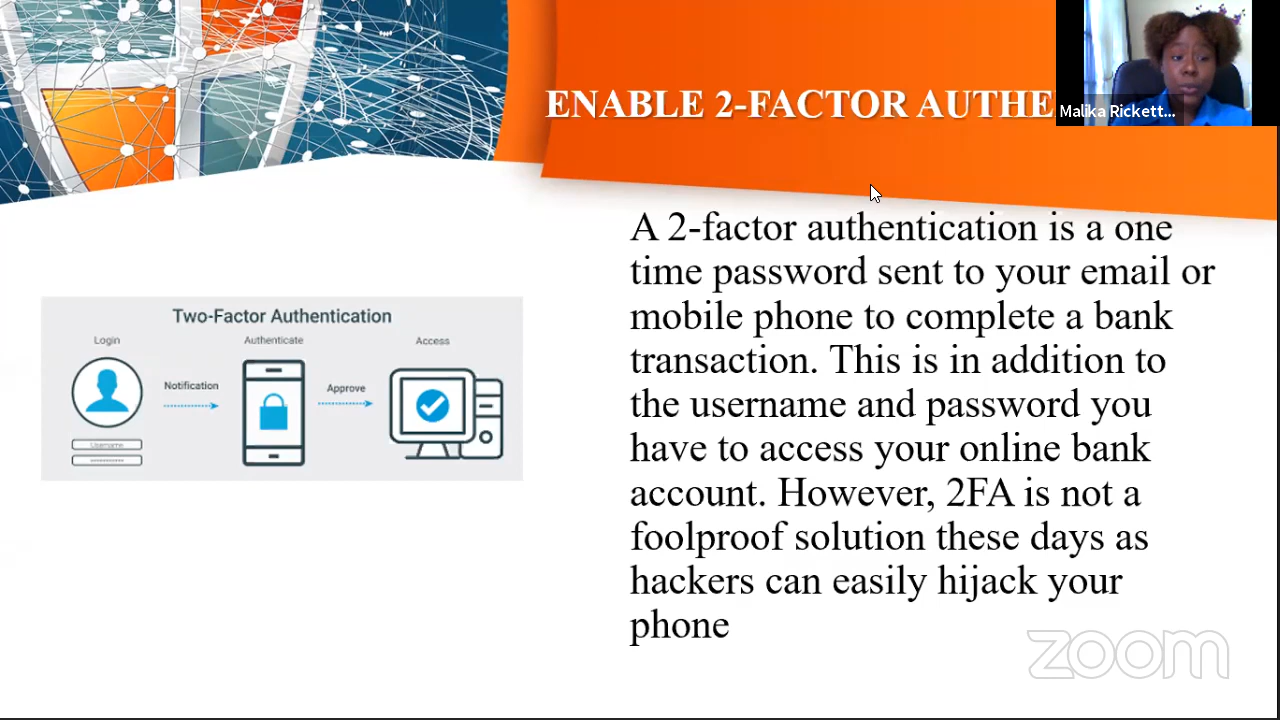 ENABLE 2-FACTOR AUTHE
Malika Rickett...
A 2-factor authentication is a one
time password sent to your email or
mobile phone to complete a bank
transaction. This is in addition to
the username and password you
have to access your online bank
account. However, 2FA is not a
foolproof solution these days as
hackers can easily hijack your
phone
Two-Factor Authentication
Login
Authenticate
Access
Notification
Approve
Username
zoom